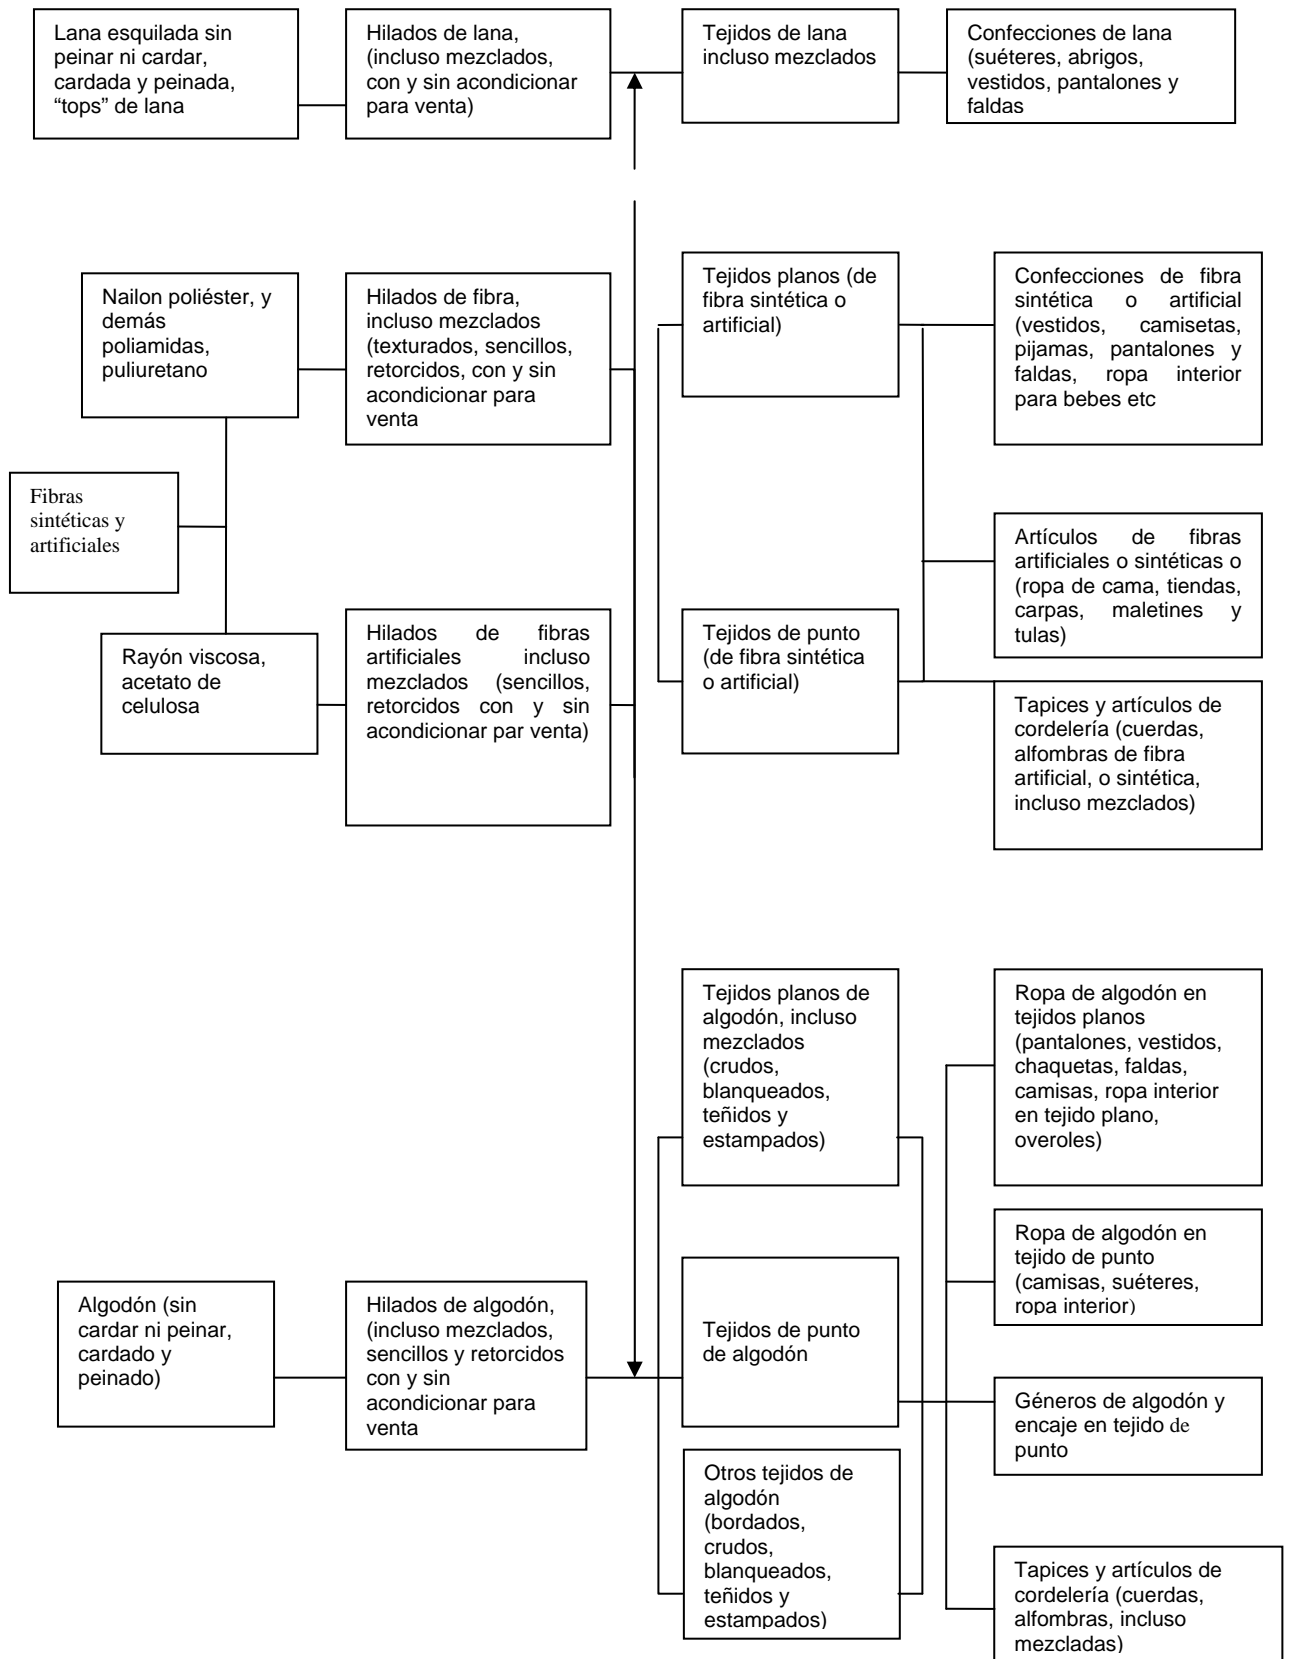 Lana esquilada sin
peinar ni cardar,
cardada y peinada,
“tops” de lana
Hilados de lana,
(incluso mezclados,
con y sin acondicionar
para venta)
Tejidos de lana
incluso mezclados
Confecciones de lana
(suéteres, abrigos,
vestidos, pantalones y
faldas
Nailon poliéster, y
demás
poliamidas,
puliuretano
Hilados de fibra,
incluso mezclados
(texturados, sencillos,
retorcidos, con y sin
acondicionar para
venta
Tejidos planos (de
fibra sintética o
artificial)
Confecciones de fibra
sintética o artificial
(vestidos, camisetas,
pijamas, pantalones y
faldas, ropa interior
para bebes etc
Fibras
sintéticas y
artificiales
Artículos de fibras
artificiales o sintéticas o
(ropa de cama, tiendas,
carpas, maletines y
tulas)
Rayón viscosa,
acetato de
celulosa
Hilados de fibras
artificiales incluso
mezclados (sencillos,
retorcidos con y sin
acondicionar par venta)
Tejidos de punto
(de fibra sintética
o artificial)
Tapices y artículos de
cordelería (cuerdas,
alfombras de fibra
artificial, o sintética,
incluso mezclados)
Tejidos planos de
algodón, incluso
mezclados
(crudos,
blanqueados,
teñidos y
estampados)
Ropa de algodón en
tejidos planos
(pantalones, vestidos,
chaquetas, faldas,
camisas, ropa interior
en tejido plano,
overoles)
Ropa de algodón en
tejido de punto
(camisas, suéteres,
ropa interior)
Algodón (sin
cardar ni peinar,
cardado y
peinado)
Hilados de algodón,
(incluso mezclados,
sencillos y retorcidos
con y sin
acondicionar para
venta
Tejidos de punto
de algodón
Géneros de algodón y
encaje en tejido de
punto
Otros tejidos de
algodón
(bordados,
crudos,
blanqueados,
teñidos y
estampados)
Tapices y artículos de
cordelería (cuerdas,
alfombras, incluso
mezcladas)